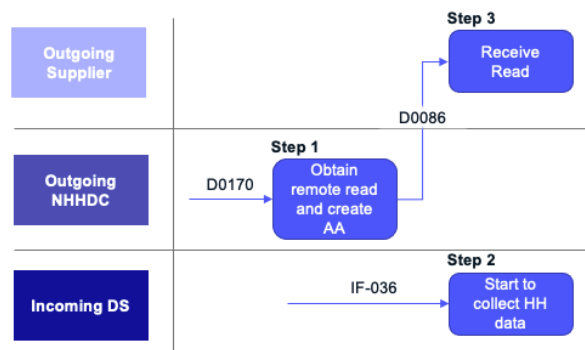 Step 3
Outgoing
Supplier
Receive
Read
D0086
Step 1
Outgoing
NHHDC
D0170
Obtain
remote read
and create
AA
Step 2
Incoming DS
IF-036
Start to
collect HH
data